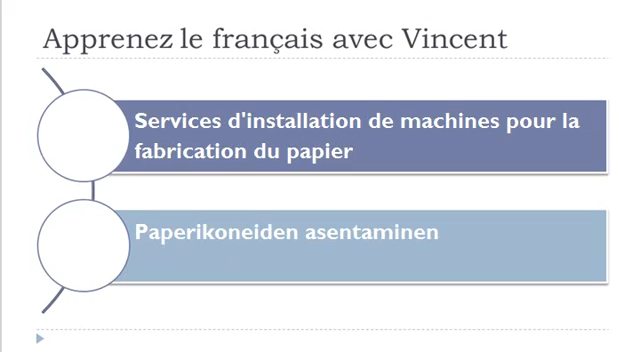 Apprenez le français avec Vincent
Services d'installation de machines pour la
fabrication du papier
Paperikoneiden asentaminen